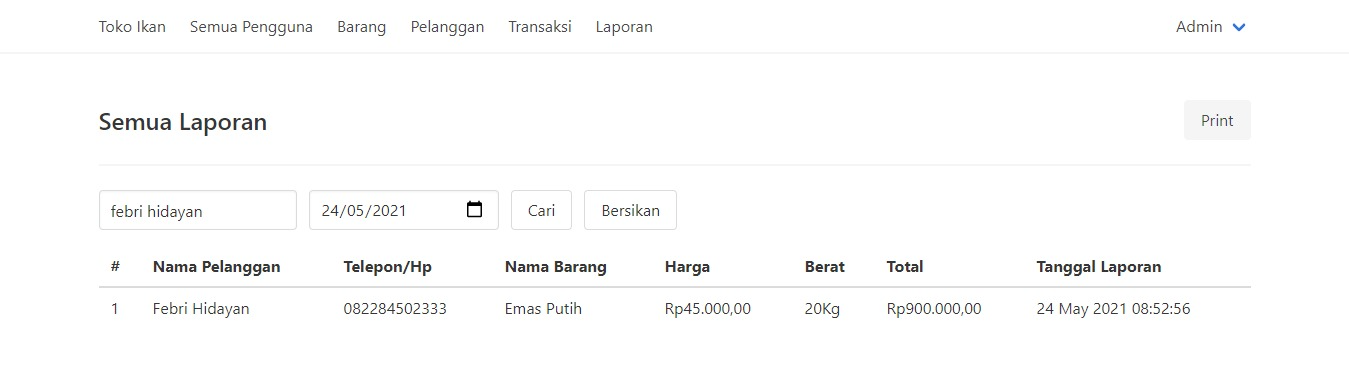 Toko Ikan Semua Pengguna Barang Pelanggan Transaksi Laporan Admin
Semua Laporan Print
febri hidayan 24/05/2021 Cari Bersikan
# Nama Pelanggan Telepon/Hp Nama Barang Harga Berat Total Tanggal Laporan
1 Febri Hidayan 082284502333 Emas Putih Rp45.000,00 20Kg Rp900.000,00 24 May 2021 08:52:56